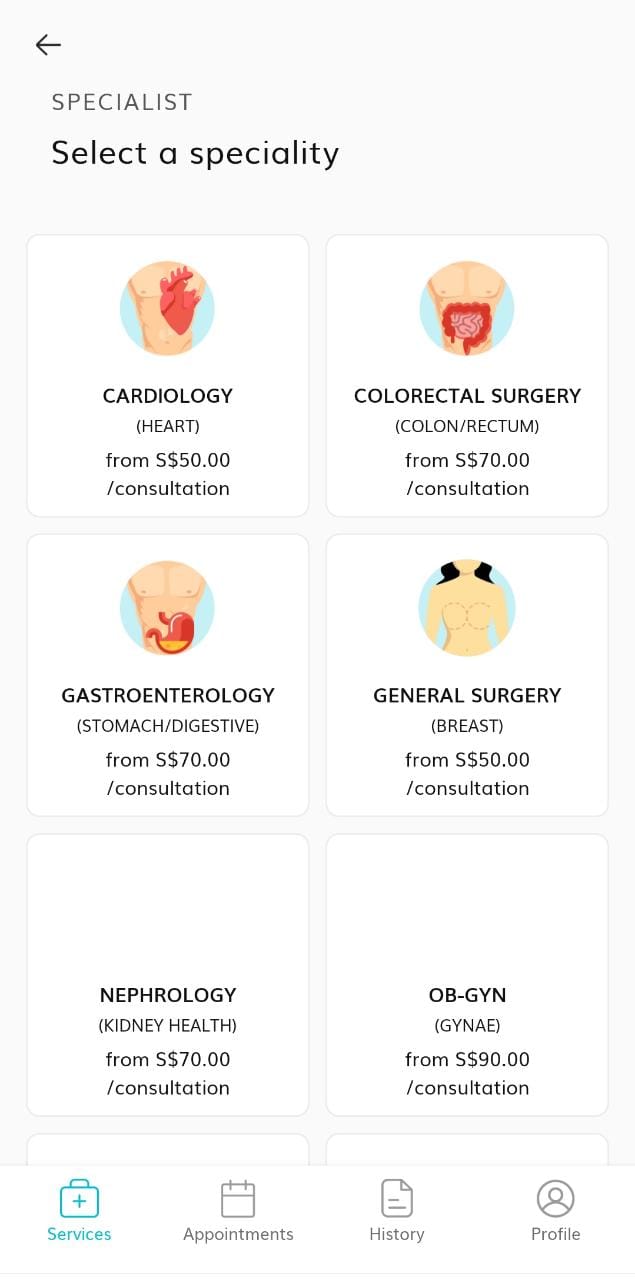 SPECIALIST
Select a speciality
CARDIOLOGY
(HEART)
from S$50.00
/consultation
COLORECTAL SURGERY
(COLON/RECTUM)
from S$70.00
/consultation
GASTROENTEROLOGY
(STOMACH/DIGESTIVE)
from S$70.00
/consultation
GENERAL SURGERY
(BREAST)
from S$50.00
/consultation
NEPHROLOGY
(KIDNEY HEALTH)
from S$70.00
/consultation
OB-GYN
(GYNAE)
from S$90.00
/consultation
Services
Appointments
History
Profile